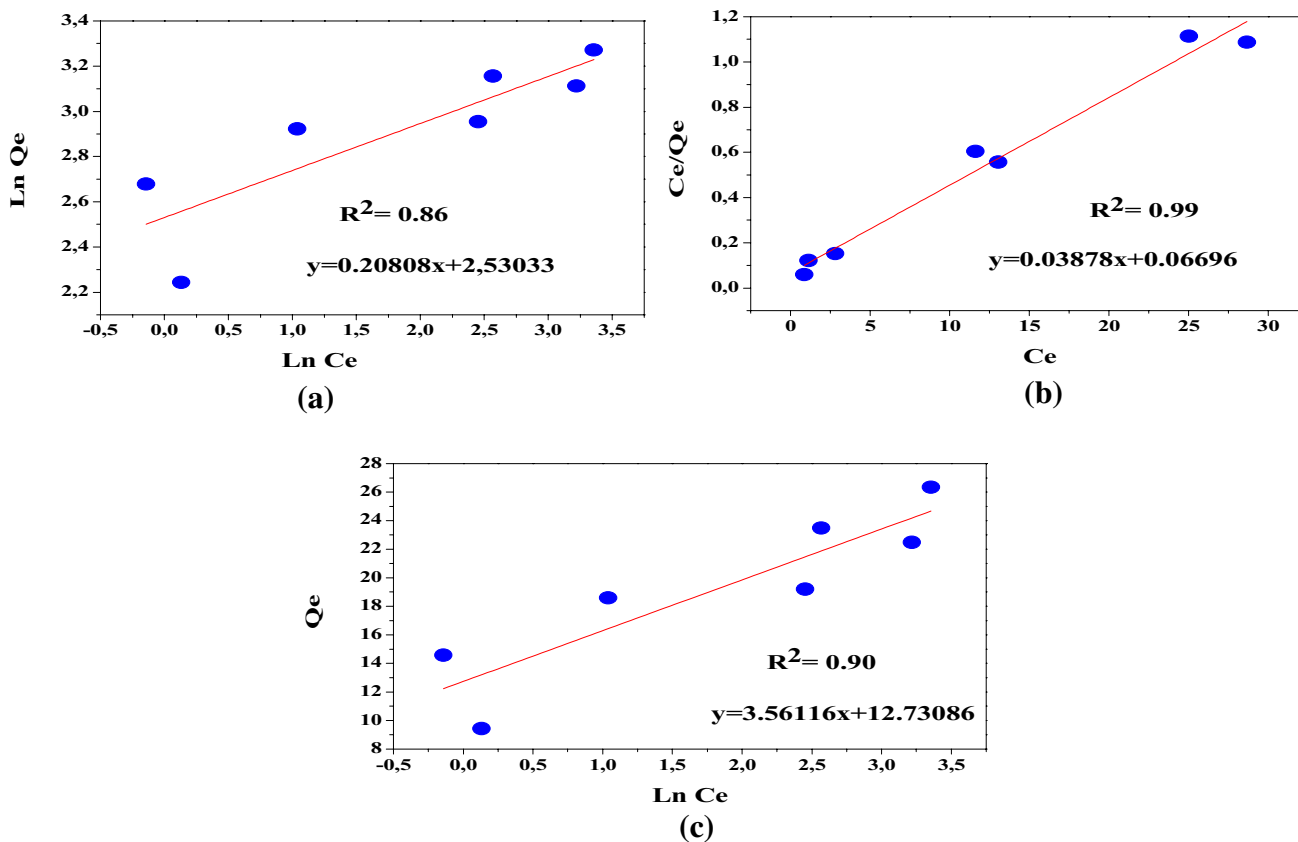 3,4
3,2
3,0
2,8
2,6
2,4
2,2
Ln Qe
R2= 0.86
y=0.20808x+2,53033
-0,5 0,0 0,5 1,0 1,5 2,0 2,5 3,0 3,5
Ln Ce
(a)
1,2
1,0
0,8
0,6
0,4
0,2
0,0
Ce/Qe
R2= 0.99
y=0.03878x+0.06696
0 5 10 15 20 25 30
Ce
(b)
28
26
24
22
20
18
16
14
12
10
8
Qe
R2= 0.90
y=3.56116x+12.73086
-0,5 0,0 0,5 1,0 1,5 2,0 2,5 3,0 3,5
Ln Ce
(c)